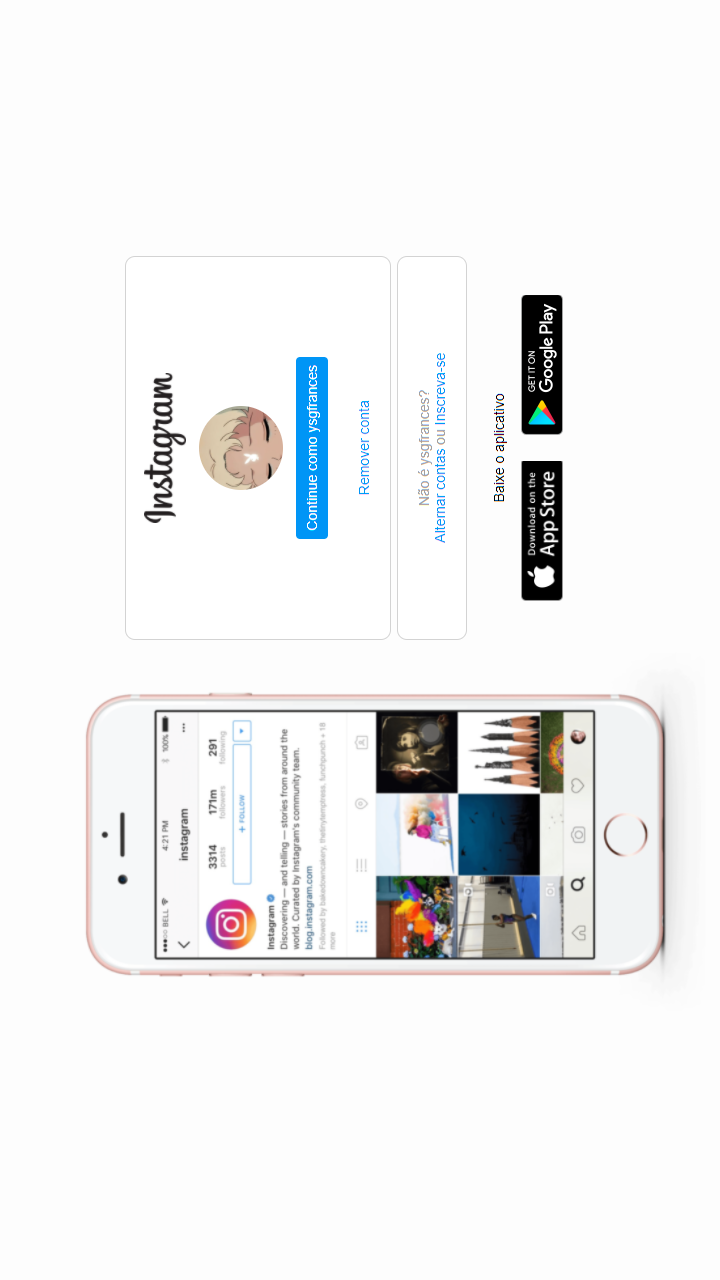 ●●●○○ BELL
4:21 PM
100%
instagram
3314
posts
171m
followers
291
following
+ FOLLOW
Instagram
Discovering — and telling — stories from around the
world. Curated by Instagram's community team.
blog.instagram.com
Followed by bakedowncakery, thetinytemptress, lunchpunch + 18
more
Instagram
Continue como ysgfrances
Remover conta
Não é ysgfrances?
Alternar contas ou Inscreva-se
Baixe o aplicativo
Download on the
App Store
GET IT ON
Google Play